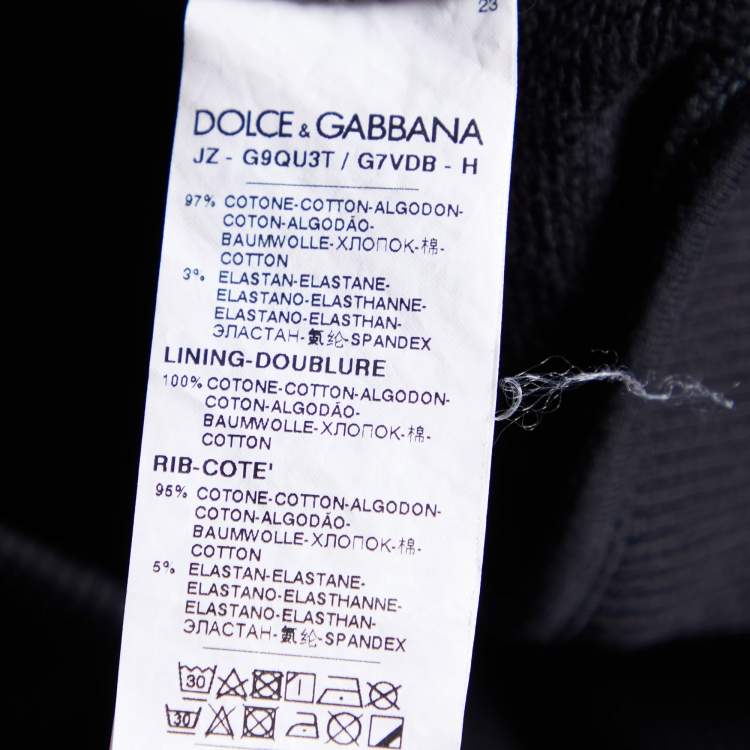 23
DOLCE & GABBANA
JZ - G9QU3T / G7VDB - H
97% COTONE-COTTON-ALGODON-
COTON-ALGODÃO-
BAUMWOLLE-ХЛОПОК-棉-
COTTON
3% ELASTAN-ELASTANE-
ELASTANO-ELASTHANNE-
ELASTANO-ELASTHAN-
ЭЛАСТАН-氨纶-SPANDEX
LINING-DOUBLURE
100% COTONE-COTTON-ALGODON-
COTON-ALGODÃO-
BAUMWOLLE-ХЛОПОК-棉-
COTTON
RIB-COTE'
95% COTONE-COTTON-ALGODON-
COTON-ALGODÃO-
BAUMWOLLE-ХЛОПОК-棉-
COTTON
5% ELASTAN-ELASTANE-
ELASTANO-ELASTHANNE-
ELASTANO-ELASTHAN-
ЭЛАСТАН-氨纶-SPANDEX
30
30